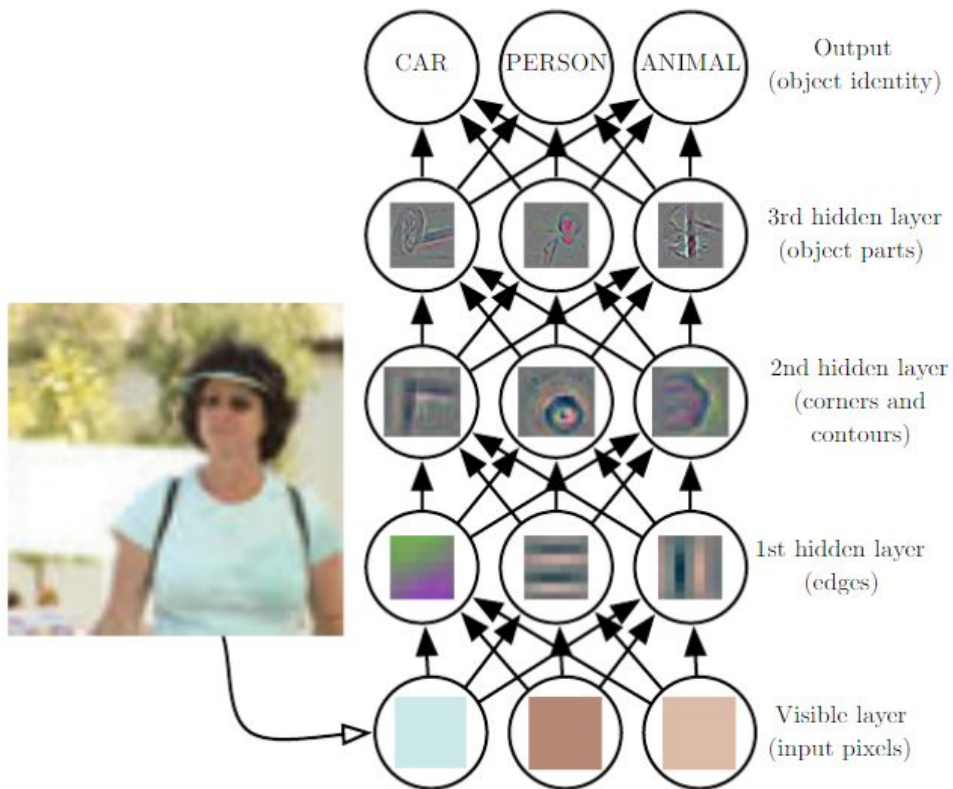 CAR
PERSON
ANIMAL
Output
(object identity)
3rd hidden layer
(object parts)
2nd hidden layer
(corners and
contours)
1st hidden layer
(edges)
Visible layer
(input pixels)